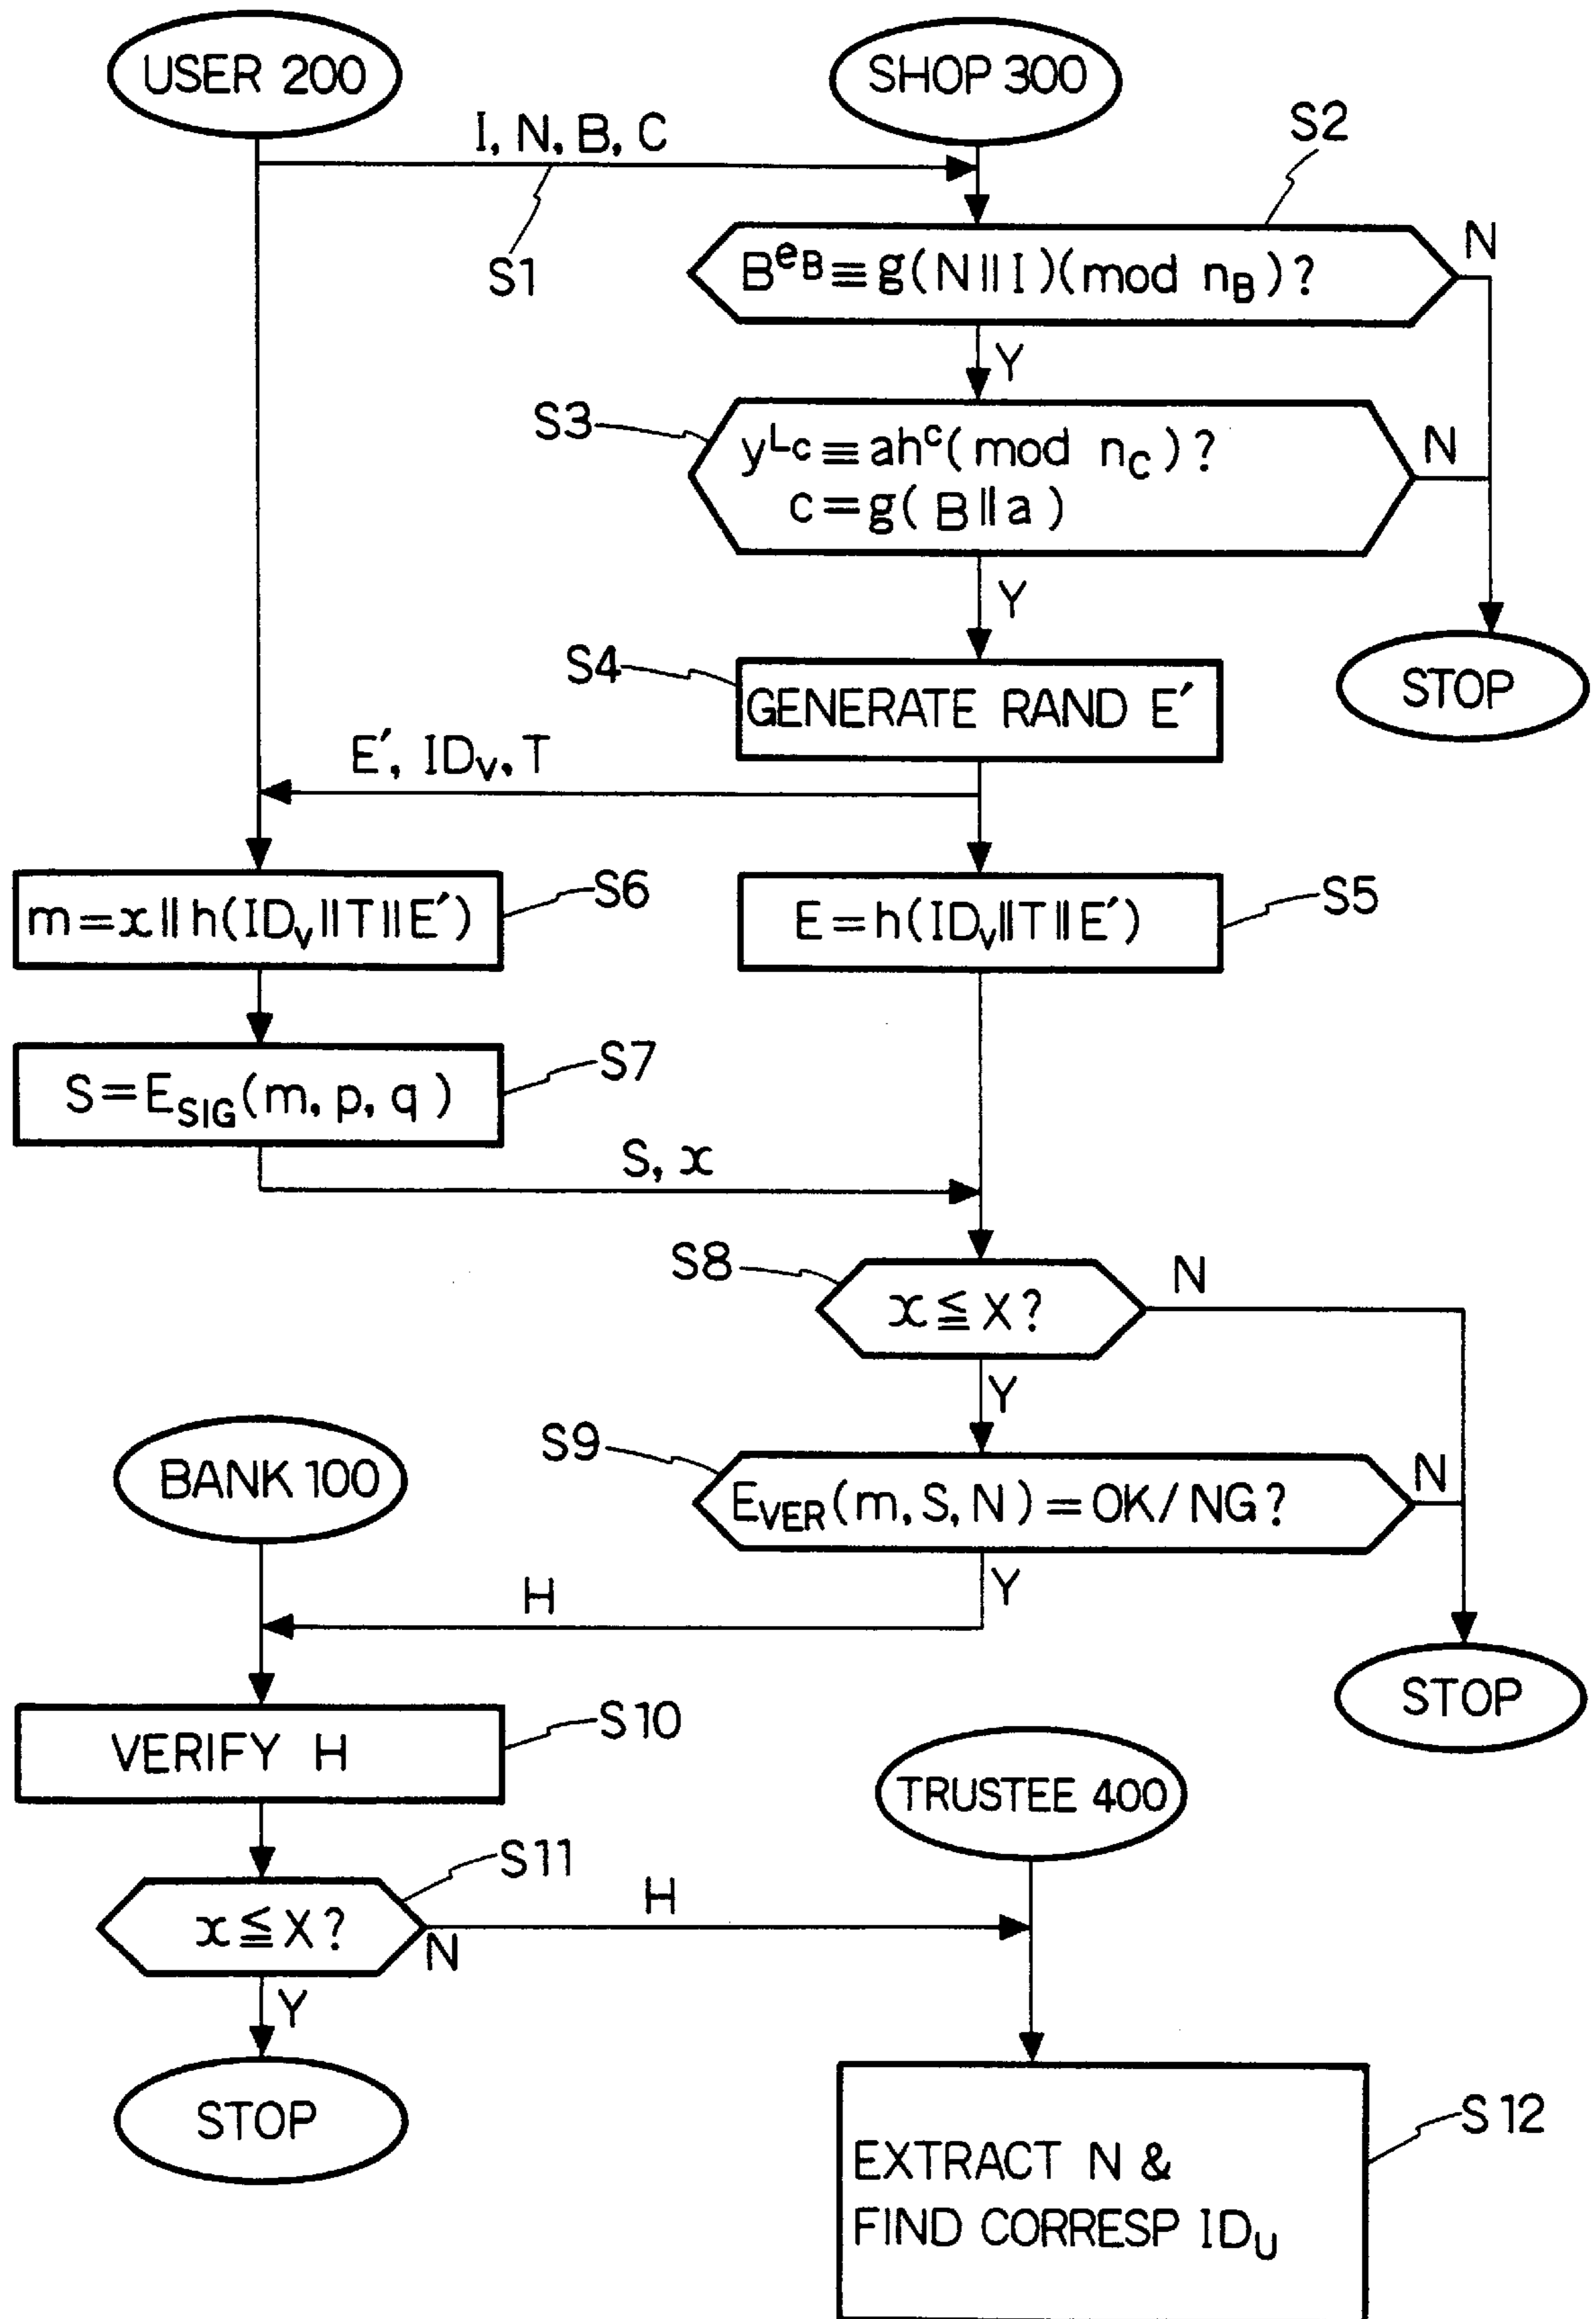 USER 200
SHOP 300
I, N, B, C
S1
S2
B^eB ≡ g(N‖I)(mod n_B)?
N
Y
S3
y^Lc ≡ ah^c(mod n_C)?
c=g(B‖a)
N
Y
S4
GENERATE RAND E′
STOP
E′, ID_V, T
m=x‖h(ID_V‖T‖E′)
S6
E=h(ID_V‖T‖E′)
S5
S=E_SIG(m, p, q)
S7
S, x
S8
x≦X?
N
Y
BANK 100
S9
E_VER(m, S, N)=OK/NG?
N
Y
H
STOP
VERIFY H
S10
TRUSTEE 400
S11
x≦X?
N
H
Y
STOP
S12
EXTRACT N &
FIND CORRESP ID_U